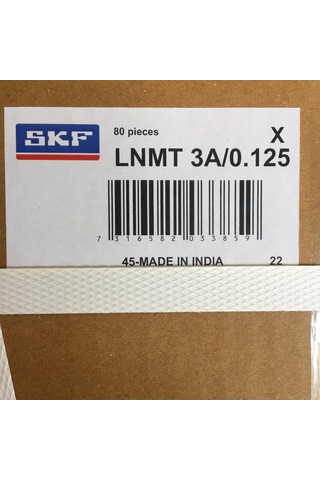 SKF
80 pieces
X
LNMT 3A/0.125
7 316582 033859
45-MADE IN INDIA
22